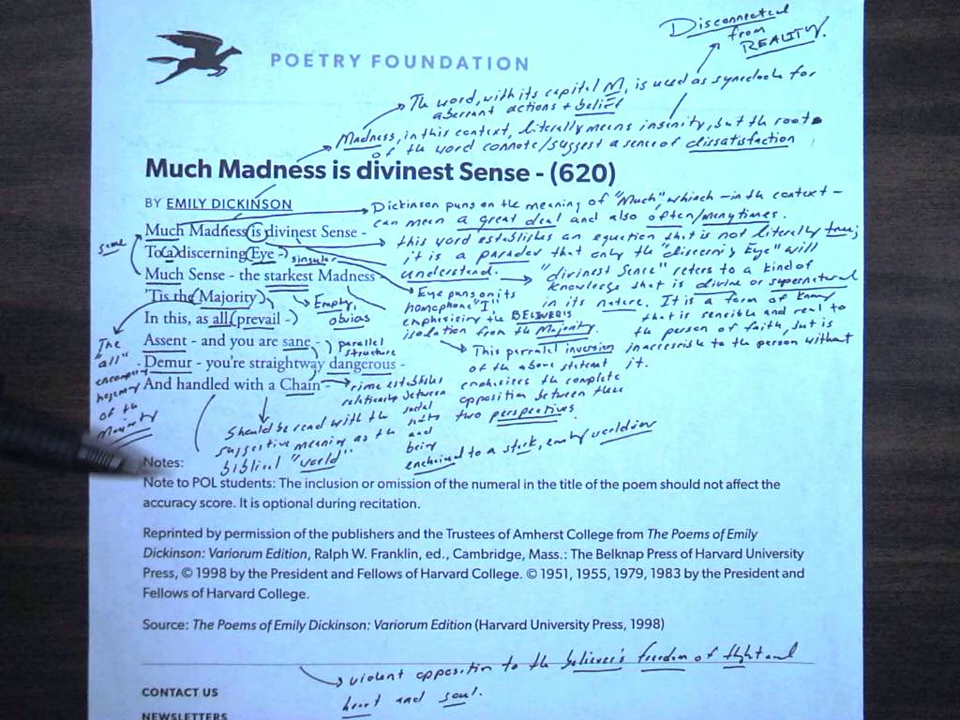 Disconnected
from
REALITY.
POETRY FOUNDATION
The word, with its capital M, is used as synecdoche for
aberrant actions + belief
Madness, in this context, literally means insanity, but the roots
of the word connote/suggest a sense of dissatisfaction
Much Madness is divinest Sense - (620)
BY EMILY DICKINSON
Dickinson puns on the meaning of "Much", which - in the context -
can mean a great deal and also often/many times.
Much Madness is divinest Sense -
this word establishes an equation that is not literally true;
same
To a discerning Eye -
singular
it is a paradox that only the "discernig Eye" will
understand.
Much Sense - the starkest Madness -
"divinest Sense" refers to a kind of
knowledge that is divine or supernatural
in its nature. It is a form of
that is sensible and real to
the person of faith, but is
inaccessible to the person without
it.
Eye puns on its
homophone "I"
emphasizing the BELIEVER'S
isolation from the Majority.
'Tis the Majority
Empty,
obvious
In this, as all prevail -
Assent - and you are sane -
parallel
structure
This parralel inversion
of the above statement
emphasizes the complete
opposition between these
two perspectives.
Demur - you're straightway dangerous -
And handled with a Chain -
The
"all"
hegemony
of the
Majority
rime establishes
relationship between
social
and
being
enchained to a stark, worldview
Should be read with the
suggestive meaning as the
biblical "world".
Notes:
Note to POL students: The inclusion or omission of the numeral in the title of the poem should not affect the
accuracy score. It is optional during recitation.
Reprinted by permission of the publishers and the Trustees of Amherst College from The Poems of Emily
Dickinson: Variorum Edition, Ralph W. Franklin, ed., Cambridge, Mass.: The Belknap Press of Harvard University
Press, © 1998 by the President and Fellows of Harvard College. © 1951, 1955, 1979, 1983 by the President and
Fellows of Harvard College.
Source: The Poems of Emily Dickinson: Variorum Edition (Harvard University Press, 1998)
violent opposition to the believer's freedom of and
heart and soul.
CONTACT US
NEWSLETTERS